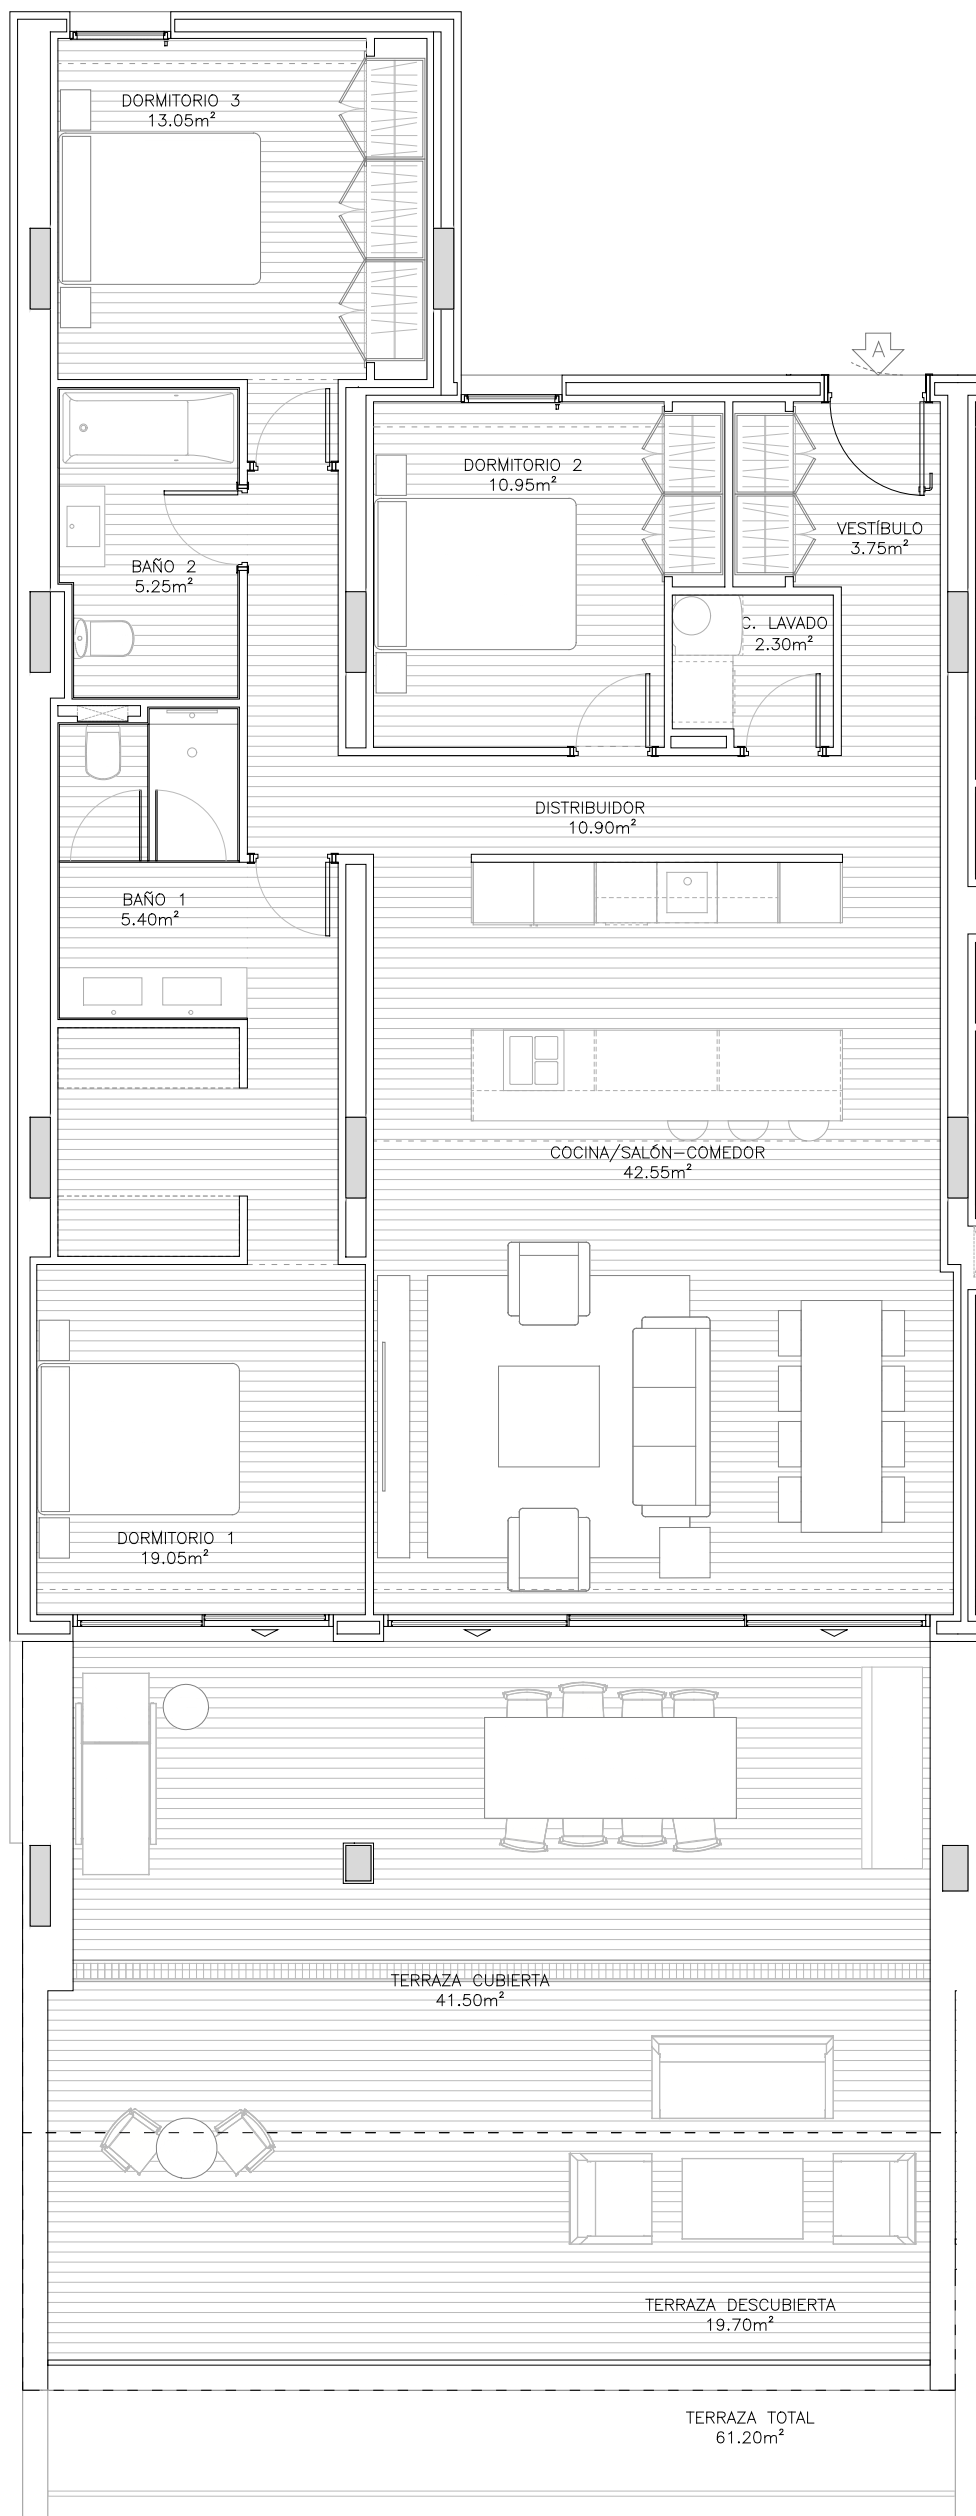 DORMITORIO 3
13.05m²
A
DORMITORIO 2
10.95m²
VESTÍBULO
3.75m²
BAÑO 2
5.25m²
C. LAVADO
2.30m²
DISTRIBUIDOR
10.90m²
BAÑO 1
5.40m²
COCINA/SALÓN-COMEDOR
42.55m²
DORMITORIO 1
19.05m²
TERRAZA CUBIERTA
41.50m²
TERRAZA DESCUBIERTA
19.70m²
TERRAZA TOTAL
61.20m²